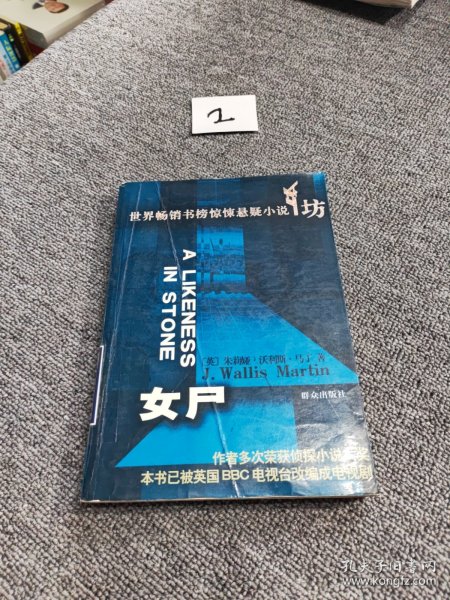 2
世界畅销书榜惊悚悬疑小说坊
A LIKENESS
IN STONE
[英] 朱莉娅·沃利斯·马丁 著
J. Wallis Martin
女尸
群众出版社
作者多次荣获侦探小说大奖
本书已被英国BBC电视台改编成电视剧
孔夫子旧书网
www.kongfz.com